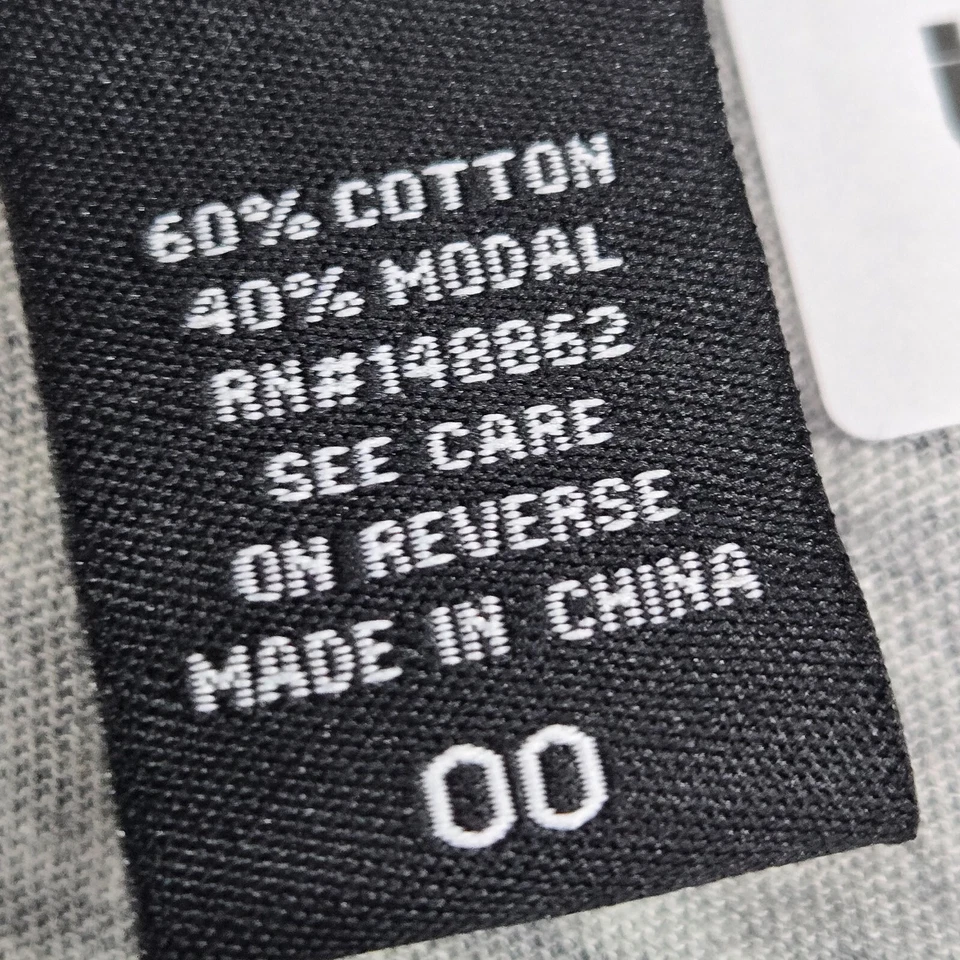 60% COTTON
40% MODAL
RN#148862
SEE CARE
ON REVERSE
MADE IN CHINA
00